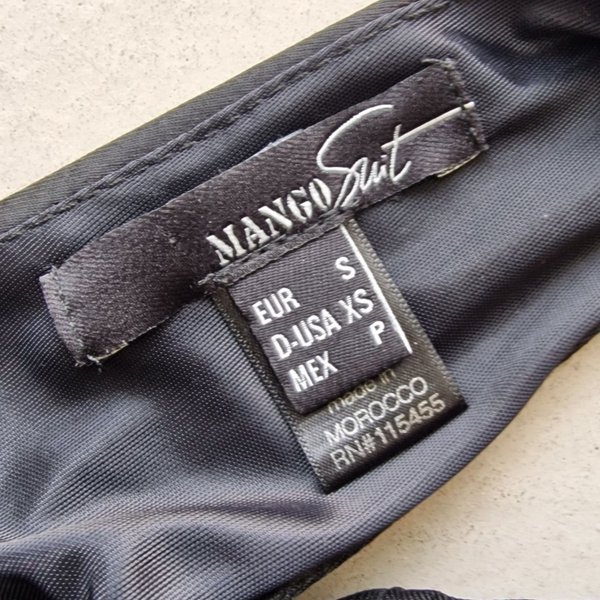 MANGO Suit
EUR S
D-USA XS
MEX P
made in
MOROCCO
RN#115455